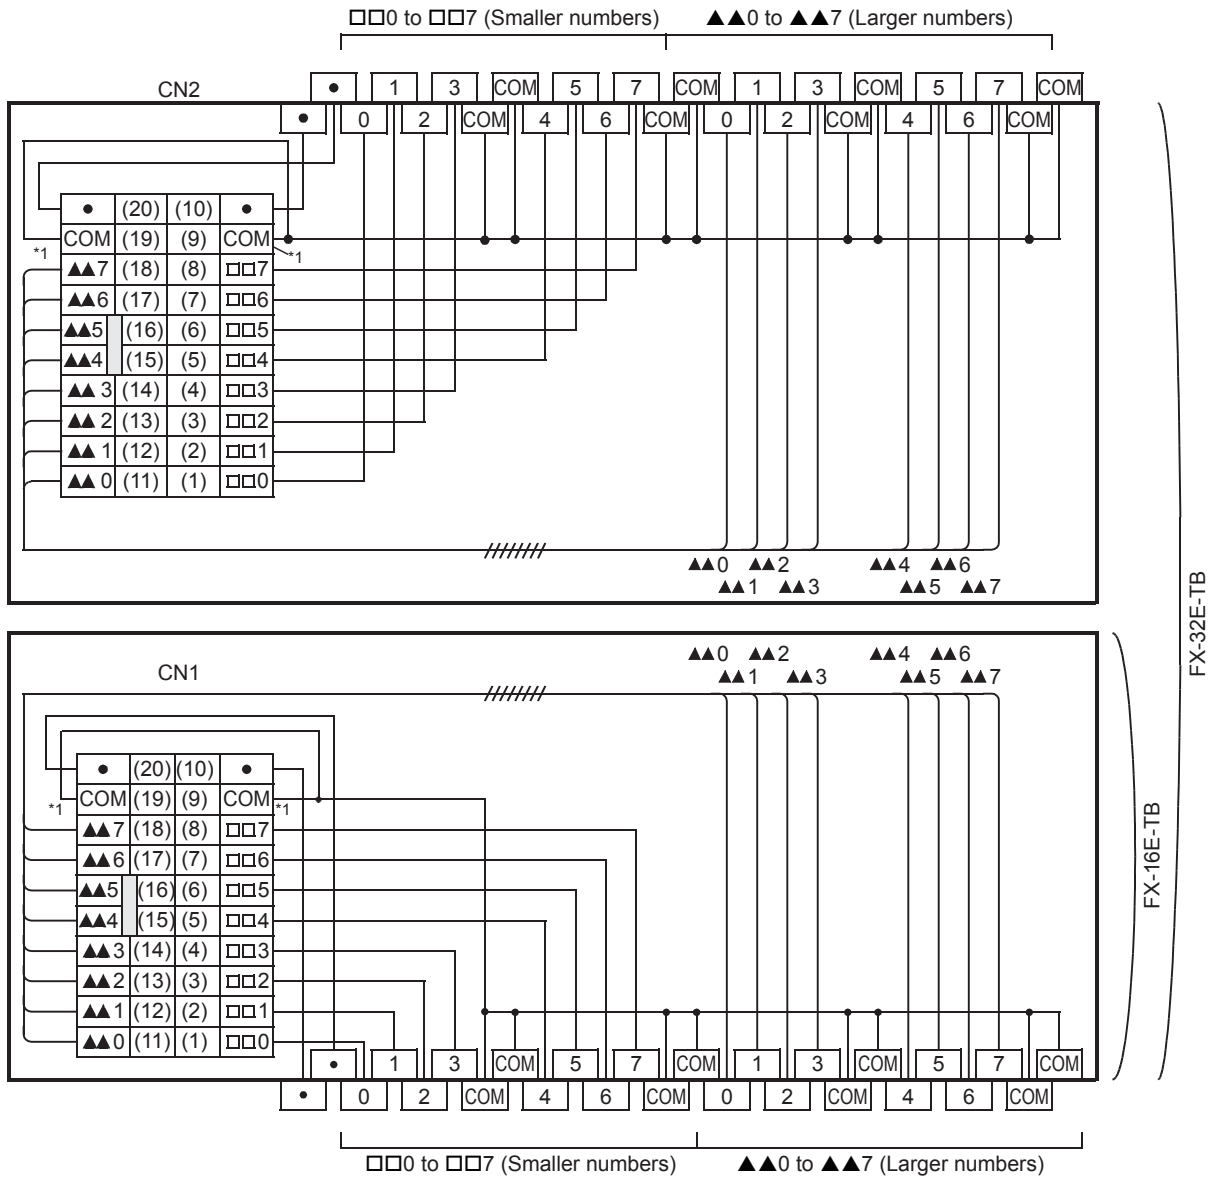 □□0 to □□7 (Smaller numbers) ▲▲0 to ▲▲7 (Larger numbers)
CN2
● 1 3 COM 5 7 COM 1 3 COM 5 7 COM
● 0 2 COM 4 6 COM 0 2 COM 4 6 COM
● (20) (10) ●
COM (19) (9) COM
*1 *1
▲▲7 (18) (8) □□7
▲▲6 (17) (7) □□6
▲▲5 (16) (6) □□5
▲▲4 (15) (5) □□4
▲▲3 (14) (4) □□3
▲▲2 (13) (3) □□2
▲▲1 (12) (2) □□1
▲▲0 (11) (1) □□0
▲▲0 ▲▲2 ▲▲4 ▲▲6
▲▲1 ▲▲3 ▲▲5 ▲▲7
FX-32E-TB
CN1
▲▲0 ▲▲2 ▲▲4 ▲▲6
▲▲1 ▲▲3 ▲▲5 ▲▲7
● (20) (10) ●
COM (19) (9) COM
*1 *1
▲▲7 (18) (8) □□7
▲▲6 (17) (7) □□6
▲▲5 (16) (6) □□5
▲▲4 (15) (5) □□4
▲▲3 (14) (4) □□3
▲▲2 (13) (3) □□2
▲▲1 (12) (2) □□1
▲▲0 (11) (1) □□0
FX-16E-TB
● 1 3 COM 5 7 COM 1 3 COM 5 7 COM
● 0 2 COM 4 6 COM 0 2 COM 4 6 COM
□□0 to □□7 (Smaller numbers) ▲▲0 to ▲▲7 (Larger numbers)